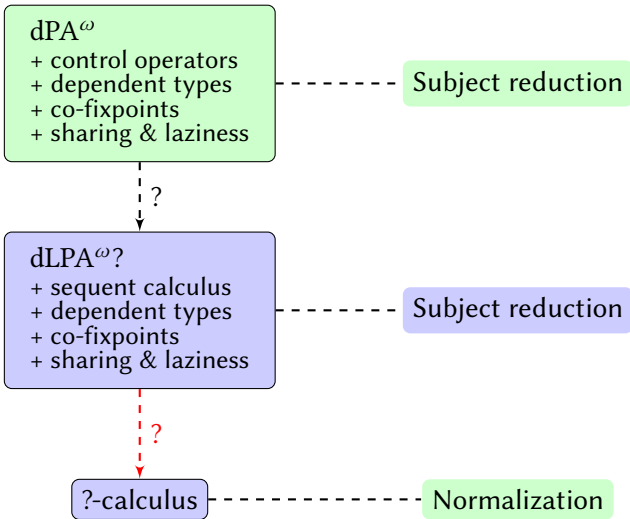 dPA^ω
+ control operators
+ dependent types
+ co-fixpoints
+ sharing & laziness
Subject reduction
?
dLPA^ω?
+ sequent calculus
+ dependent types
+ co-fixpoints
+ sharing & laziness
Subject reduction
?
?-calculus
Normalization